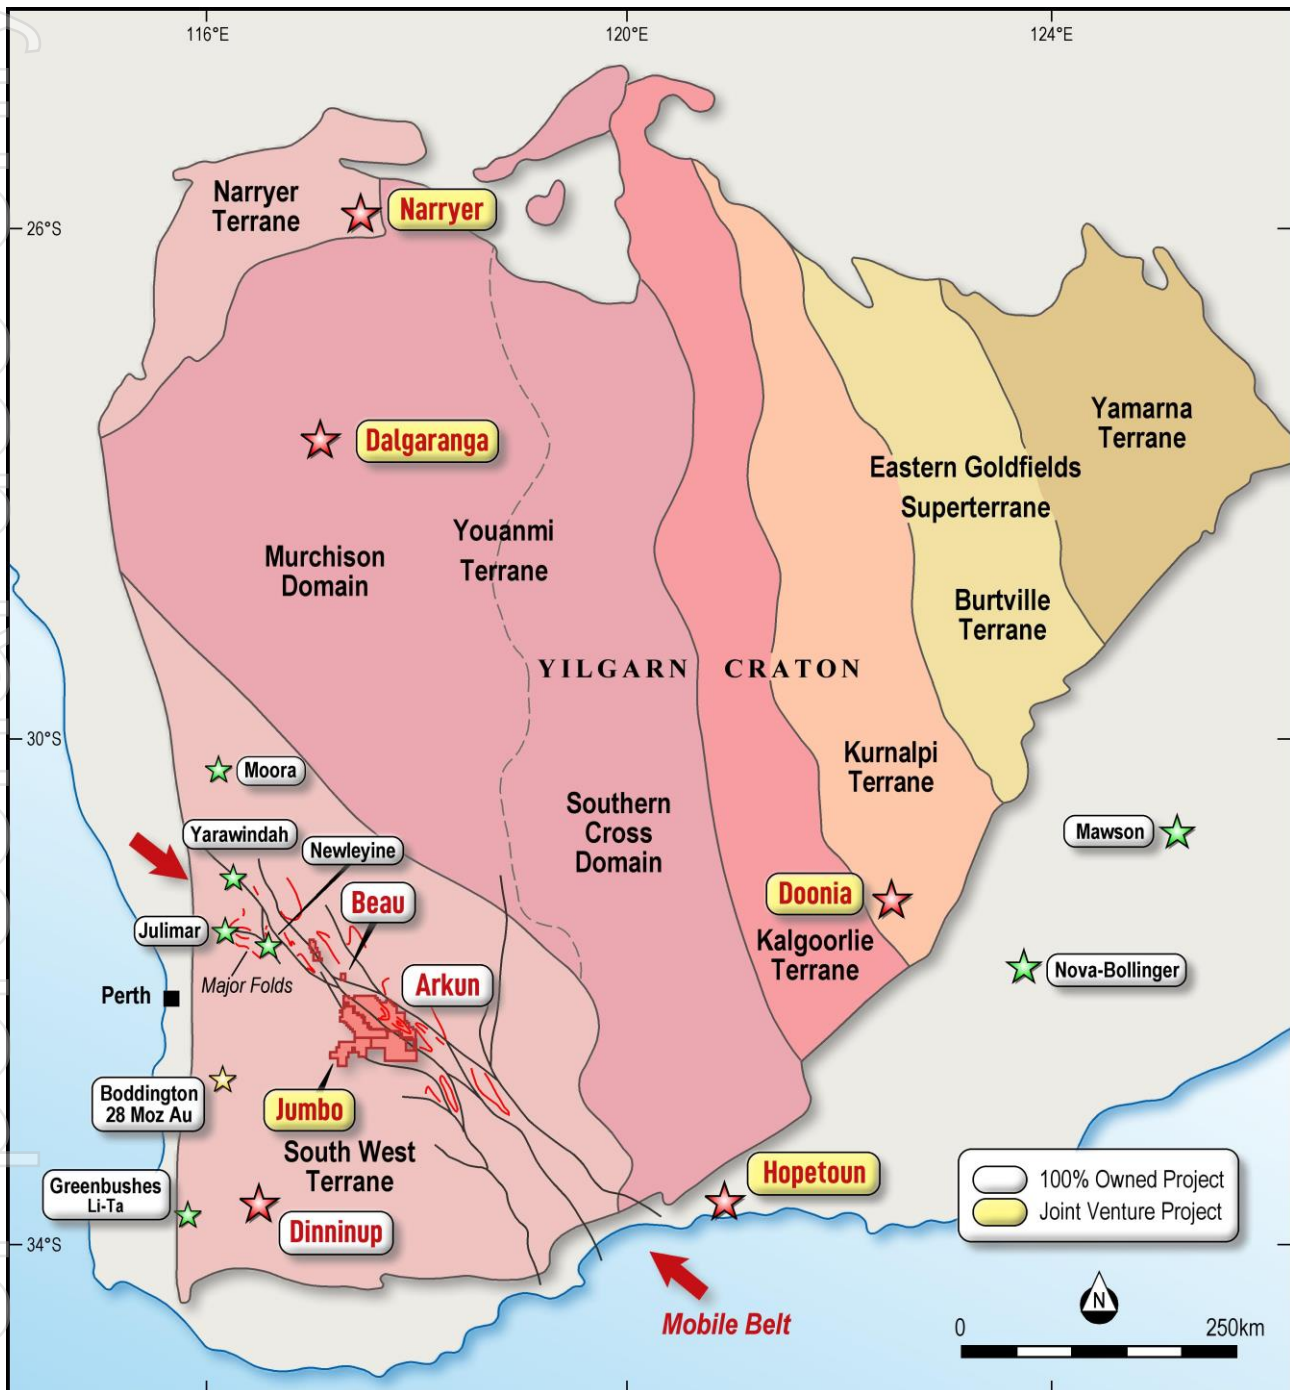 116°E
120°E
124°E
Narryer
Terrane
Narryer
26°S
Dalgaranga
Yamarna
Terrane
Eastern Goldfields
Superterrane
Youanmi
Terrane
Murchison
Domain
Burtville
Terrane
YILGARN CRATON
30°S
Moora
Kurnalpi
Terrane
Southern
Cross
Domain
Yarawindah
Newleyine
Mawson
Beau
Doonia
Julimar
Kalgoorlie
Terrane
Major Folds
Nova-Bollinger
Perth
Arkun
Boddington
28 Moz Au
Jumbo
South West
Terrane
Hopetoun
Greenbushes
Li-Ta
Dinninup
100% Owned Project
Joint Venture Project
34°S
N
Mobile Belt
0
250km